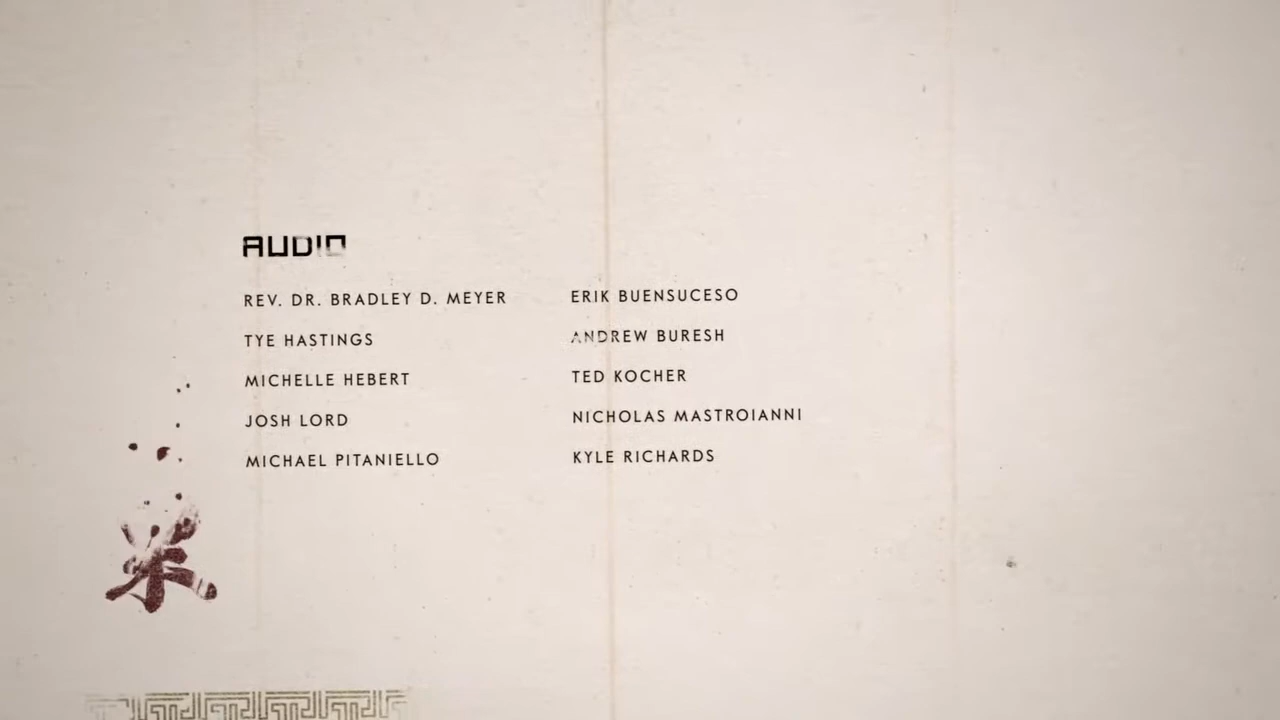 AUDIO
REV. DR. BRADLEY D. MEYER
TYE HASTINGS
MICHELLE HEBERT
JOSH LORD
MICHAEL PITANIELLO
ERIK BUENSUCESO
ANDREW BURESH
TED KOCHER
NICHOLAS MASTROIANNI
KYLE RICHARDS